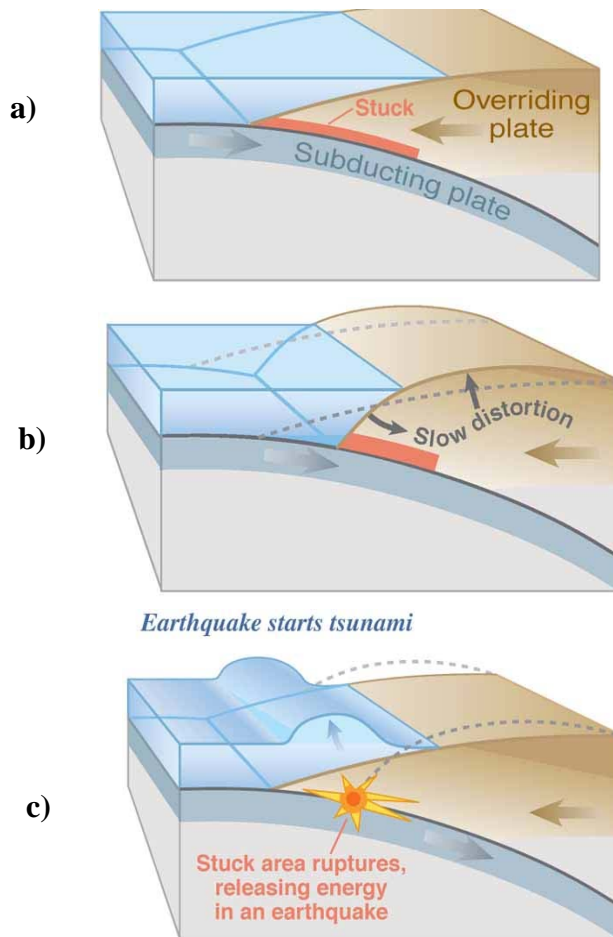 a)
Stuck
Overriding
plate
Subducting plate
b)
Slow distortion
Earthquake starts tsunami
c)
Stuck area ruptures,
releasing energy
in an earthquake